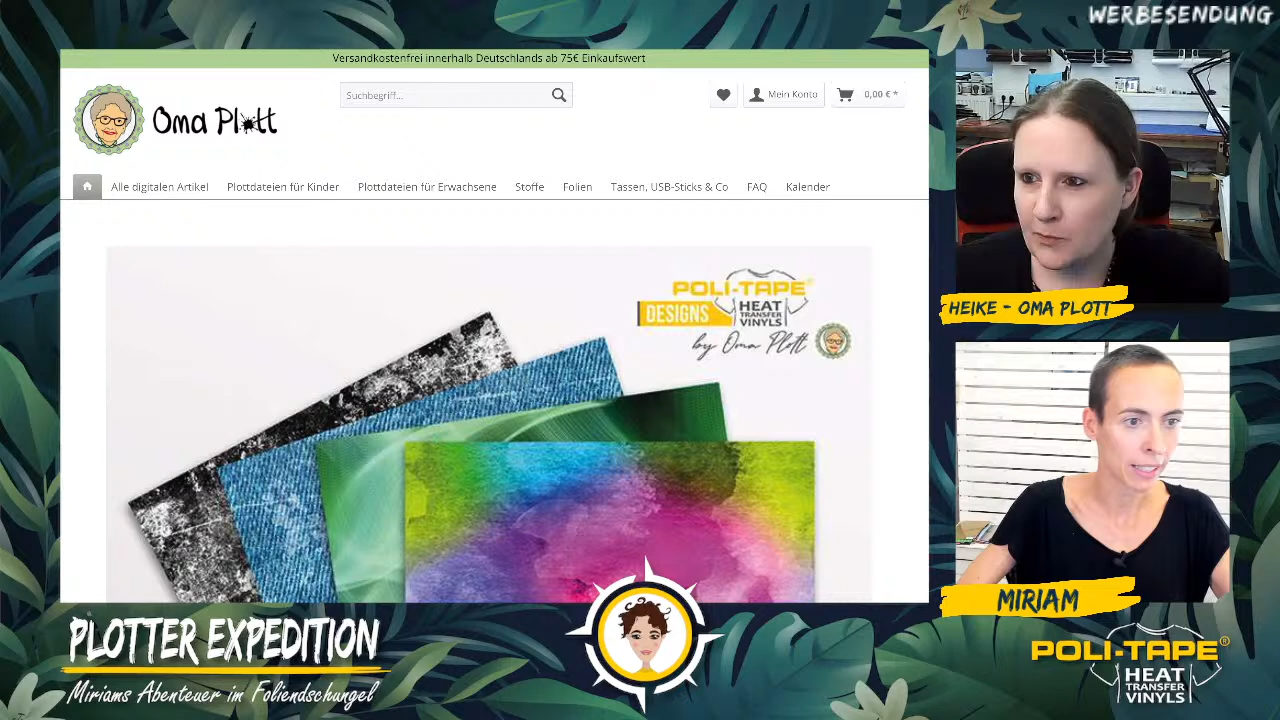 WERBESENDUNG
Versandkostenfrei innerhalb Deutschlands ab 75€ Einkaufswert
Oma Plott
Suchbegriff...
Mein Konto
0,00 € *
Alle digitalen Artikel Plottdateien für Kinder Plottdateien für Erwachsene Stoffe Folien Tassen, USB-Sticks & Co FAQ Kalender
POLI-TAPE®
DESIGNS
HEAT
TRANSFER
VINYLS
by Oma Plott
HEIKE - OMA PLOTT
MIRIAM
PLOTTER EXPEDITION
Miriams Abenteuer im Foliendschungel
POLI-TAPE®
HEAT
TRANSFER
VINYLS